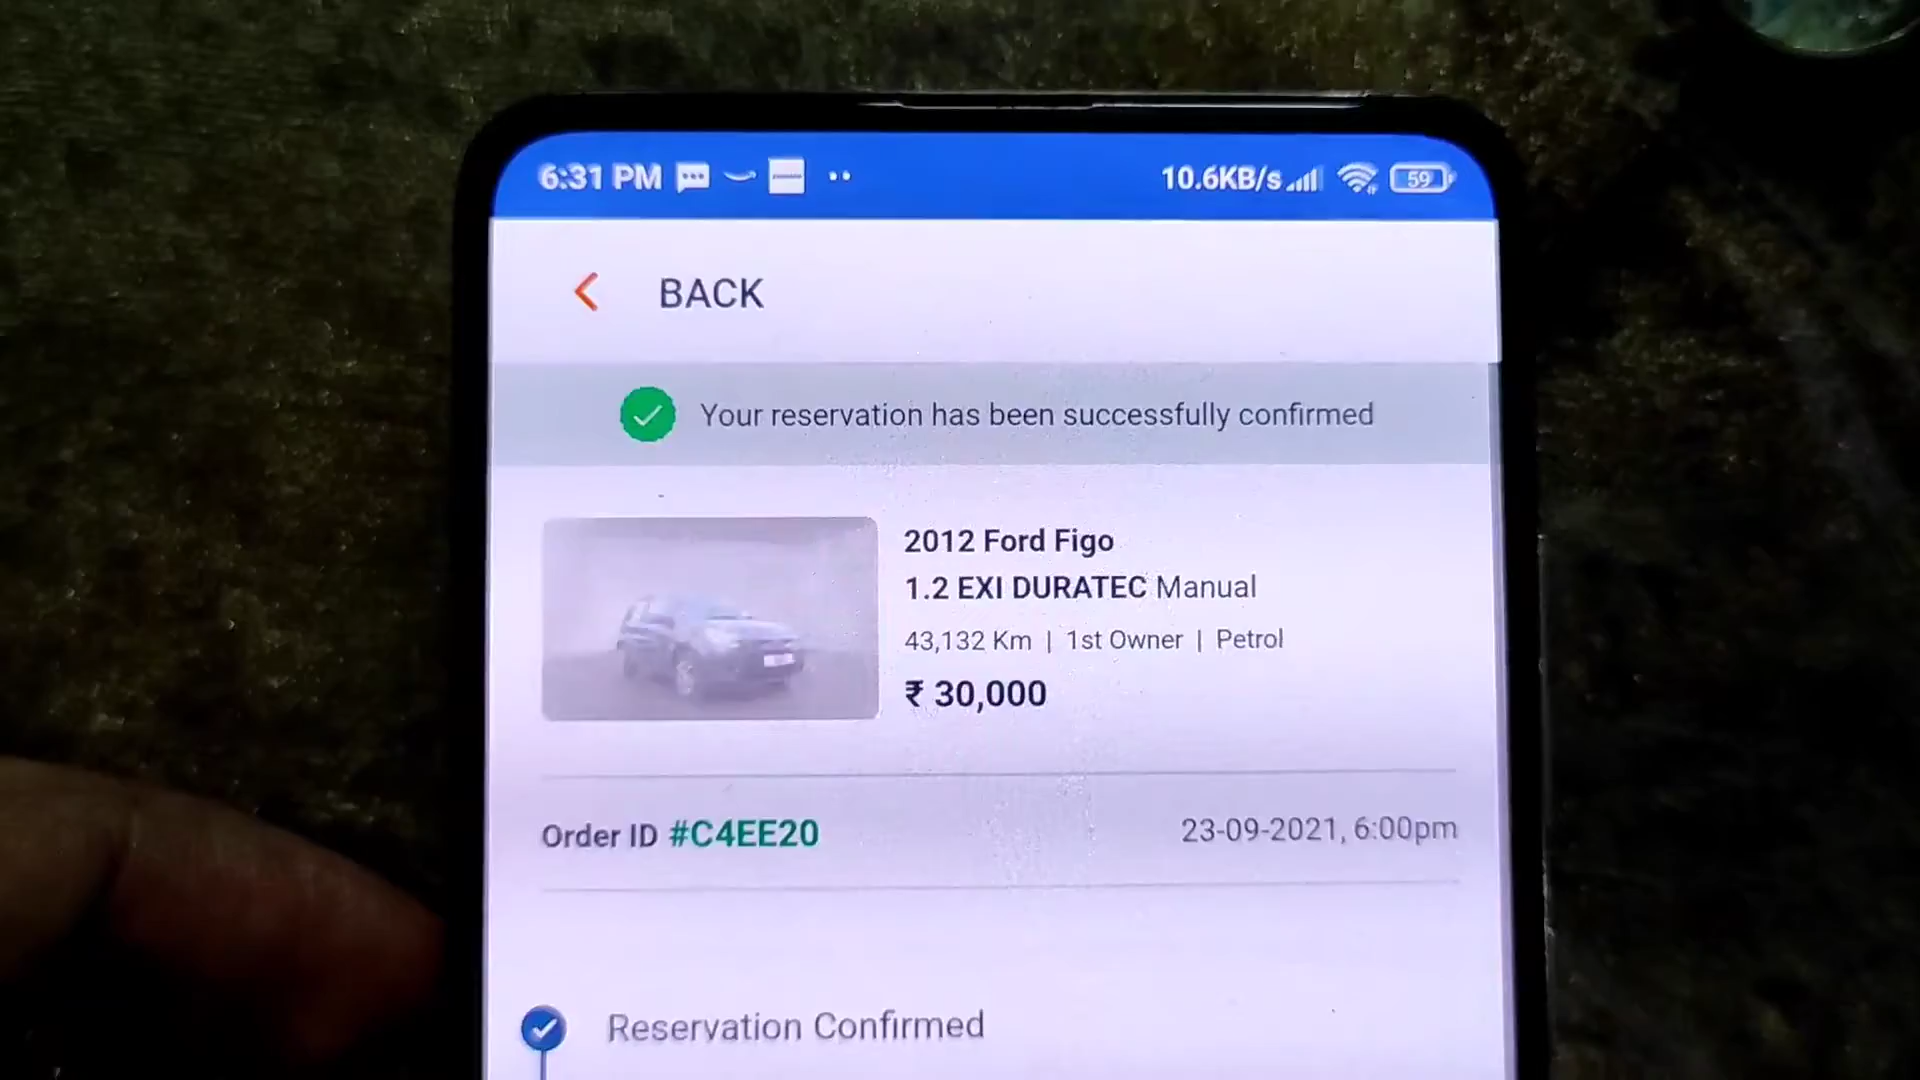 6:31 PM
10.6KB/s
59
BACK
Your reservation has been successfully confirmed
2012 Ford Figo
1.2 EXI DURATEC Manual
43,132 Km | 1st Owner | Petrol
₹ 30,000
Order ID #C4EE20
23-09-2021, 6:00pm
Reservation Confirmed